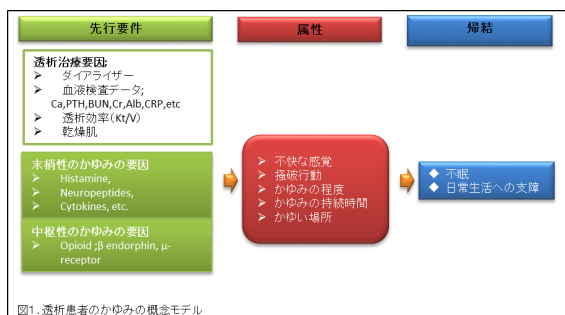 先行要件
属性
帰結
透析治療要因;
➢ ダイアライザー
➢ 血液検査データ;
Ca,PTH,BUN,Cr,Alb,CRP,etc
➢ 透析効率(Kt/V)
➢ 乾燥肌
末梢性のかゆみの要因
➢ Histamine,
➢ Neuropeptides,
➢ Cytokines, etc.
中枢性のかゆみの要因
➢ Opioid ;β endorphin, μ-
receptor
➢ 不快な感覚
➢ 掻破行動
➢ かゆみの程度
➢ かゆみの持続時間
➢ かゆい場所
◆ 不眠
◆ 日常生活への支障
図1.透析患者のかゆみの概念モデル